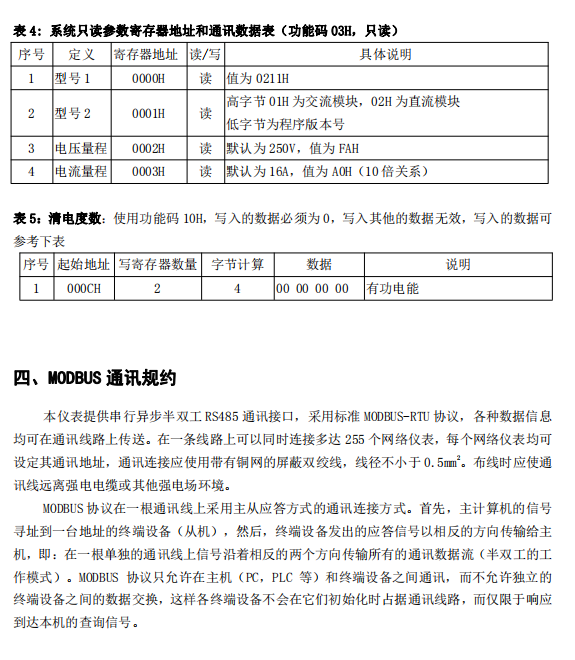 表 4: 系统只读参数寄存器地址和通讯数据表（功能码 03H，只读）
序号 定义 寄存器地址 读/写 具体说明
1 型号 1 0000H 读 值为 0211H
2 型号 2 0001H 读 高字节 01H 为交流模块，02H 为直流模块
低字节为程序版本号
3 电压量程 0002H 读 默认为 250V，值为 FAH
4 电流量程 0003H 读 默认为 16A，值为 A0H（10 倍关系）
表 5：清电度数：使用功能码 10H，写入的数据必须为 0，写入其他的数据无效，写入的数据可
参考下表
序号 起始地址 写寄存器数量 字节计算 数据 说明
1 000CH 2 4 00 00 00 00 有功电能
四、MODBUS 通讯规约
本仪表提供串行异步半双工 RS485 通讯接口，采用标准 MODBUS-RTU 协议，各种数据信息
均可在通讯线路上传送。在一条线路上可以同时连接多达 255 个网络仪表，每个网络仪表均可
设定其通讯地址，通讯连接应使用带有铜网的屏蔽双绞线，线径不小于 0.5mm²。布线时应使通
讯线远离强电电缆或其他强电场环境。
MODBUS 协议在一根通讯线上采用主从应答方式的通讯连接方式。首先，主计算机的信号
寻址到一台地址的终端设备（从机），然后，终端设备发出的应答信号以相反的方向传输给主
机，即：在一根单独的通讯线上信号沿着相反的两个方向传输所有的通讯数据流（半双工的工
作模式）。MODBUS 协议只允许在主机（PC，PLC 等）和终端设备之间通讯，而不允许独立的
终端设备之间的数据交换，这样各终端设备不会在它们初始化时占据通讯线路，而仅限于响应
到达本机的查询信号。